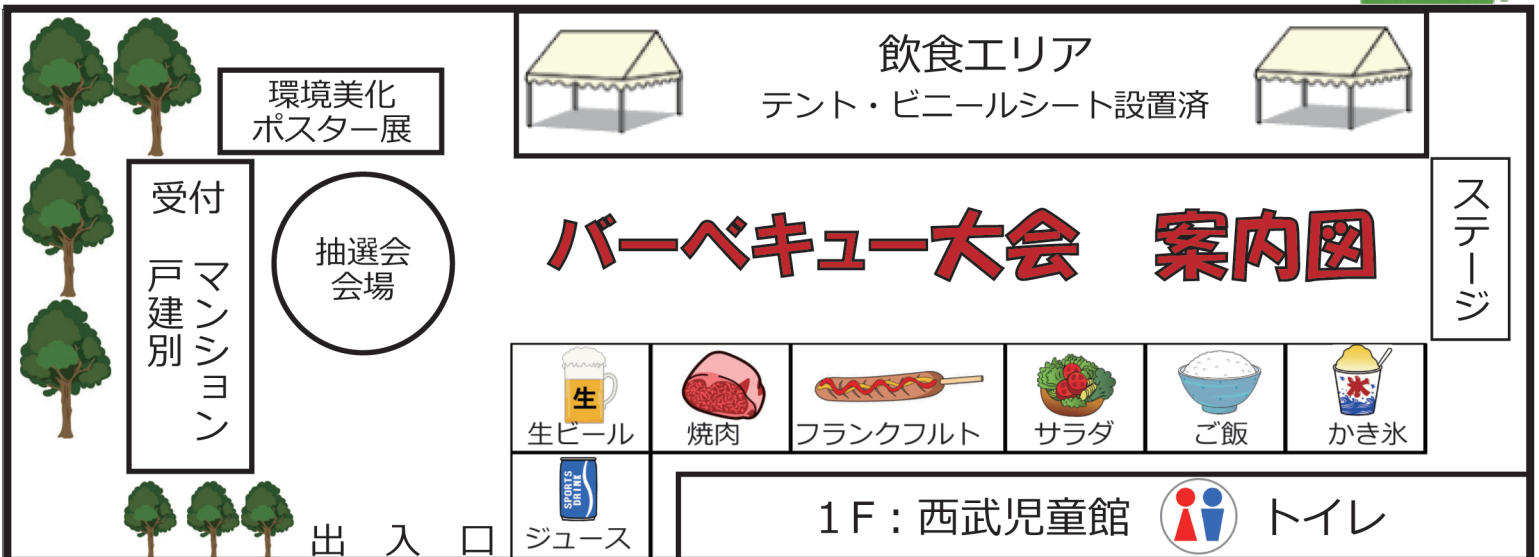 環境美化
ポスター展
飲食エリア
テント・ビニールシート設置済
受付
マンション
戸建別
抽選会
会場
バーベキュー大会 案内図
ステージ
生
生ビール
焼肉
フランクフルト
サラダ
ご飯
氷
かき氷
SPORTS
DRINK
ジュース
出入口
1F:西武児童館
トイレ